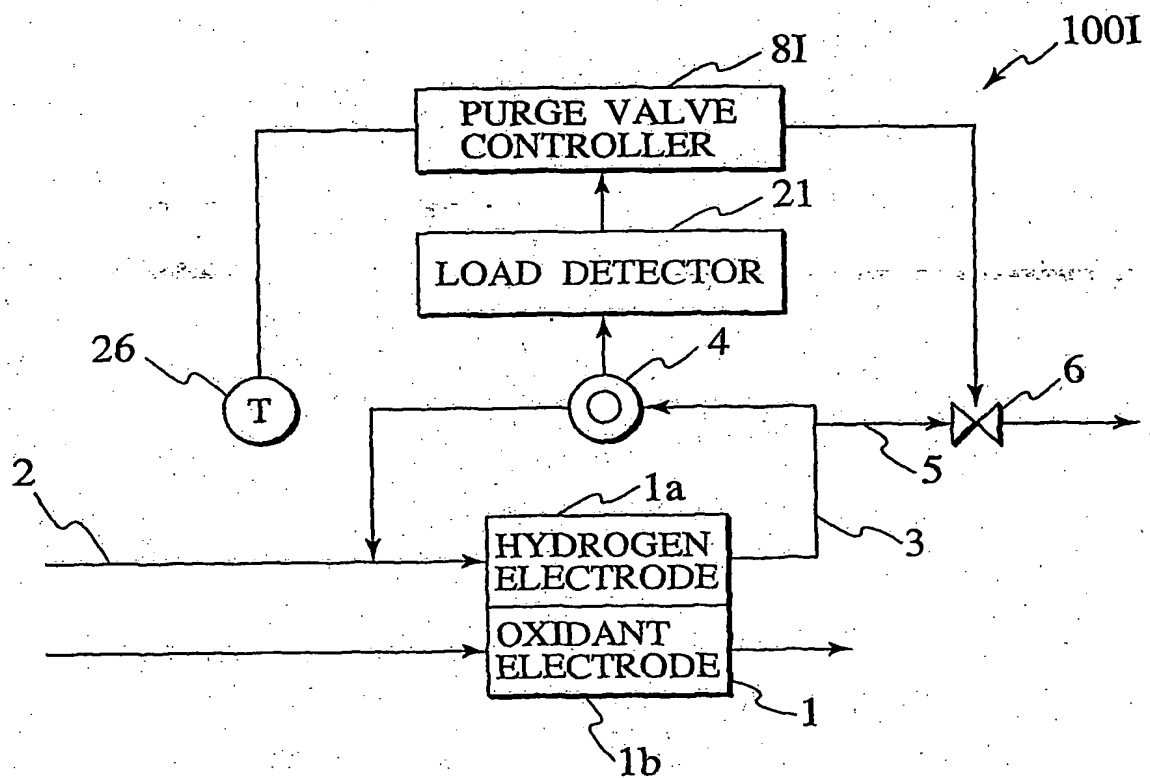 100I
8I
PURGE VALVE
CONTROLLER
21
LOAD DETECTOR
4
26
T
6
5
2
1a
HYDROGEN
ELECTRODE
3
OXIDANT
ELECTRODE
1
1b